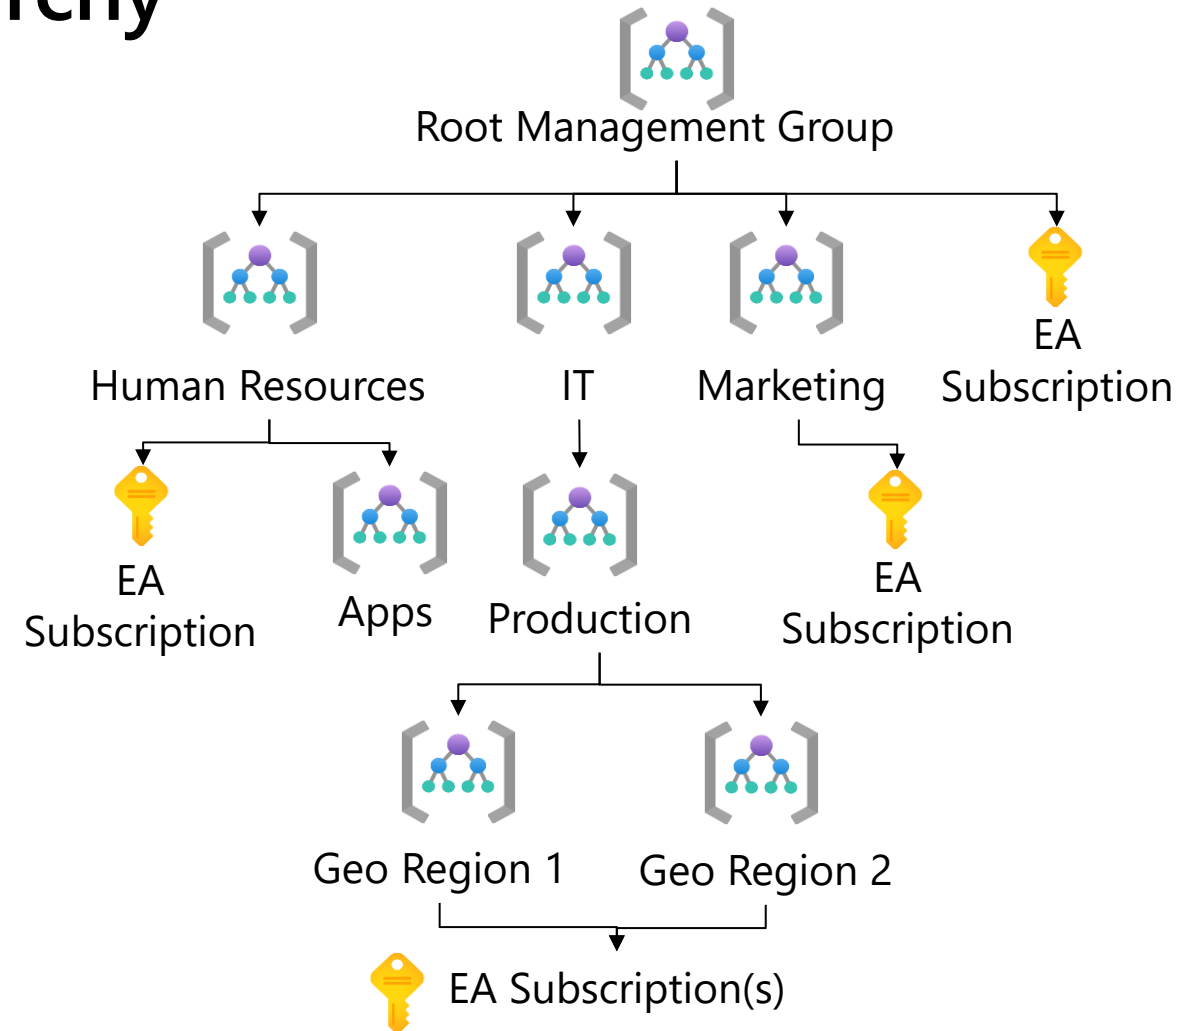 Root Management Group
EA
Subscription
Human Resources
IT
Marketing
EA
Subscription
Apps
Production
EA
Subscription
Geo Region 1
Geo Region 2
EA Subscription(s)